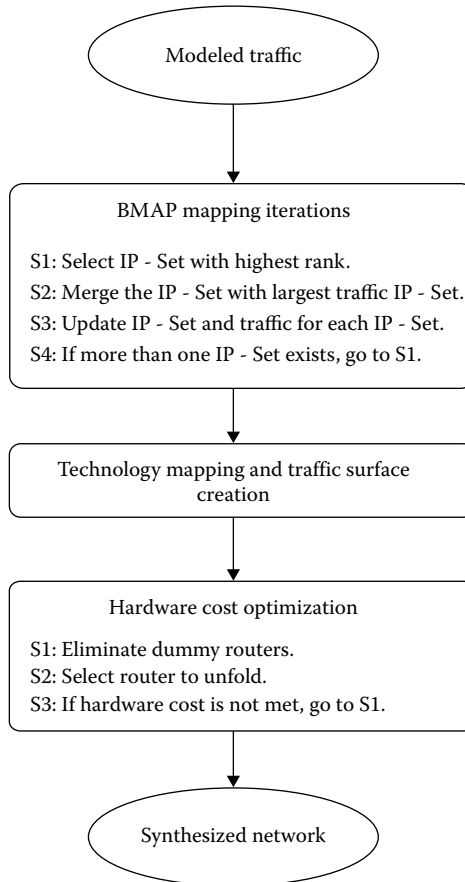 Modeled traffic
BMAP mapping iterations
S1: Select IP - Set with highest rank.
S2: Merge the IP - Set with largest traffic IP - Set.
S3: Update IP - Set and traffic for each IP - Set.
S4: If more than one IP - Set exists, go to S1.
Technology mapping and traffic surface
creation
Hardware cost optimization
S1: Eliminate dummy routers.
S2: Select router to unfold.
S3: If hardware cost is not met, go to S1.
Synthesized network